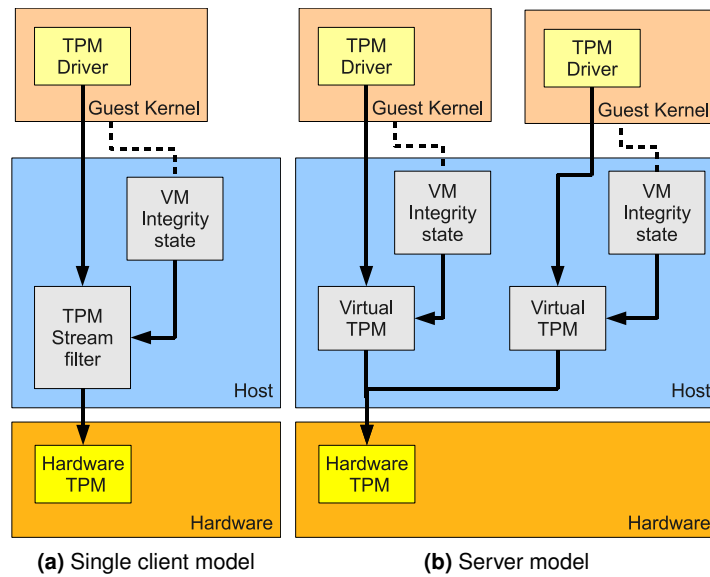 TPM
Driver
Guest Kernel
VM
Integrity
state
TPM
Stream
filter
Host
Hardware
TPM
Hardware
(a) Single client model
TPM
Driver
Guest Kernel
TPM
Driver
Guest Kernel
VM
Integrity
state
VM
Integrity
state
Virtual
TPM
Virtual
TPM
Host
Hardware
TPM
Hardware
(b) Server model